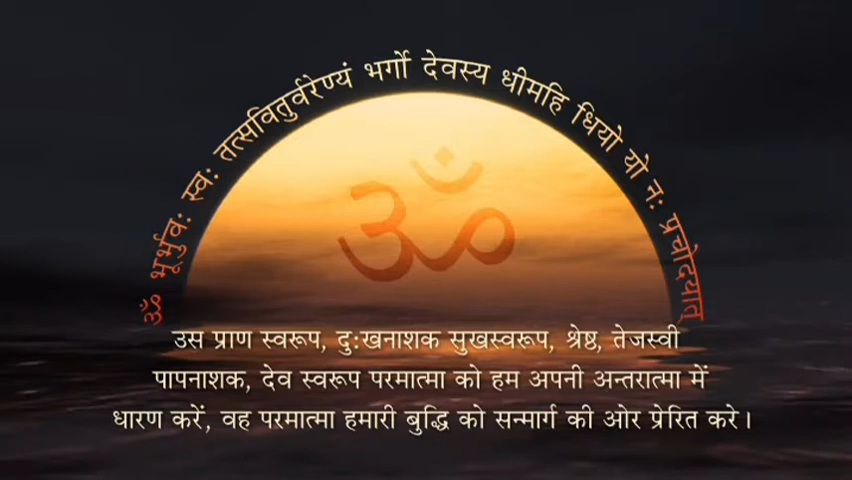 ॐ भूर्भुवः स्वः तत्सवितुर्वरेण्यं भर्गो देवस्य धीमहि धियो यो नः प्रचोदयात्
ॐ
उस प्राण स्वरूप, दुःखनाशक सुखस्वरूप, श्रेष्ठ, तेजस्वी
पापनाशक, देव स्वरूप परमात्मा को हम अपनी अन्तरात्मा में
धारण करें, वह परमात्मा हमारी बुद्धि को सन्मार्ग की ओर प्रेरित करे।